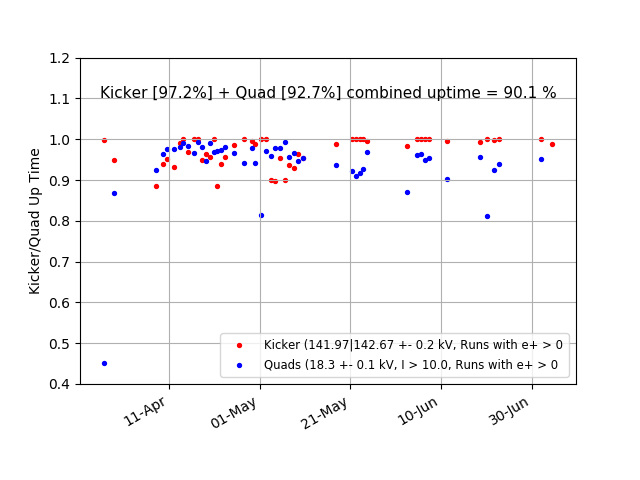 Kicker [97.2%] + Quad [92.7%] combined uptime = 90.1 %
Kicker/Quad Up Time
1.2
1.1
1.0
0.9
0.8
0.7
0.6
0.5
0.4
Kicker (141.97|142.67 +- 0.2 kV, Runs with e+ > 0
Quads (18.3 +- 0.1 kV, I > 10.0, Runs with e+ > 0
11-Apr
01-May
21-May
10-Jun
30-Jun